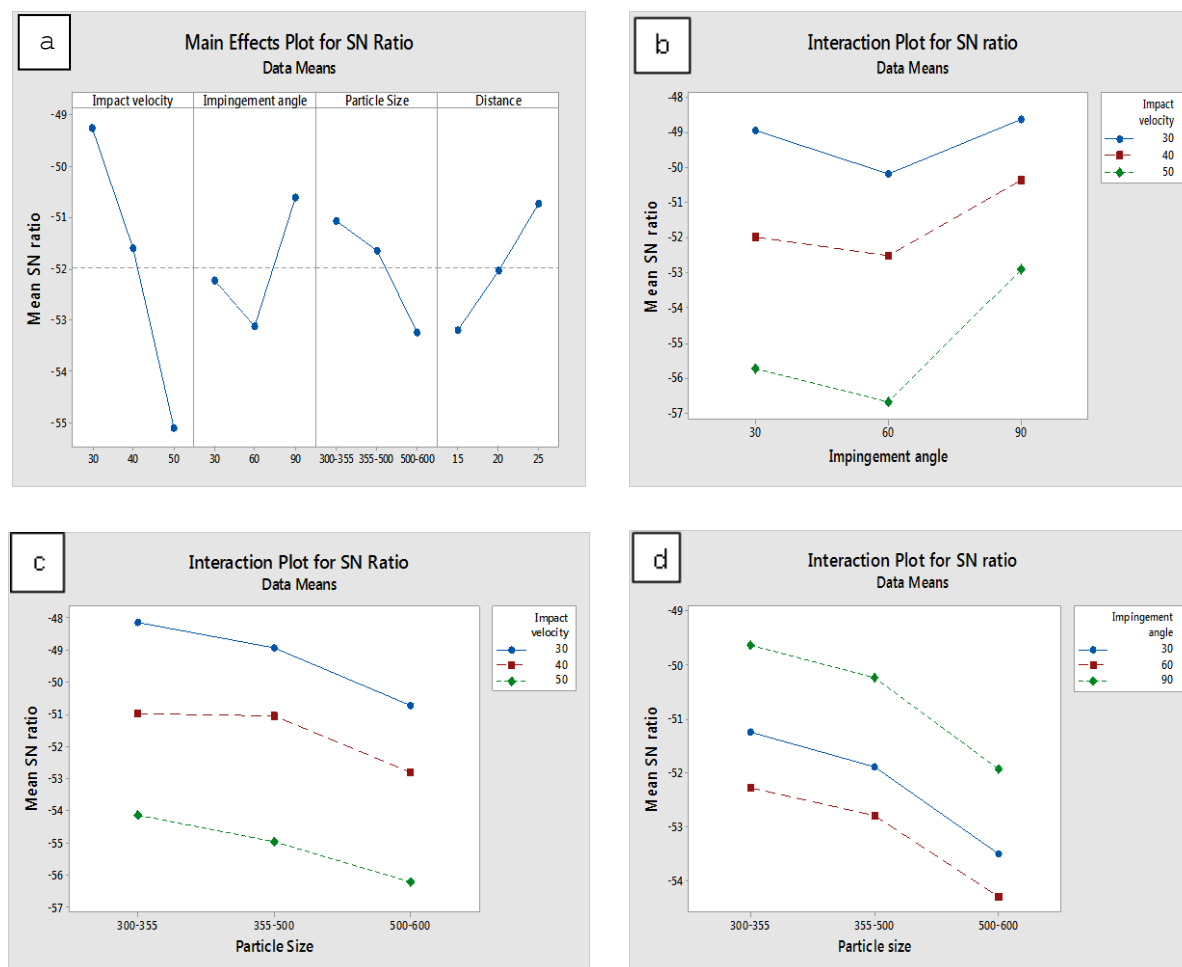 a
Main Effects Plot for SN Ratio
Data Means
Impact velocity Impingement angle Particle Size Distance
-49
-50
-51
-52
-53
-54
-55
Mean SN ratio
30 40 50 30 60 90 300-355 355-500 500-600 15 20 25
b
Interaction Plot for SN ratio
Data Means
-48
-49
-50
-51
-52
-53
-54
-55
-56
-57
Mean SN ratio
30 60 90
Impingement angle
Impact
velocity
30
40
50
c
Interaction Plot for SN Ratio
Data Means
-48
-49
-50
-51
-52
-53
-54
-55
-56
-57
Mean SN ratio
300-355 355-500 500-600
Particle Size
Impact
velocity
30
40
50
d
Interaction Plot for SN ratio
Data Means
-49
-50
-51
-52
-53
-54
Mean SN ratio
300-355 355-500 500-600
Particle size
Impingement
angle
30
60
90